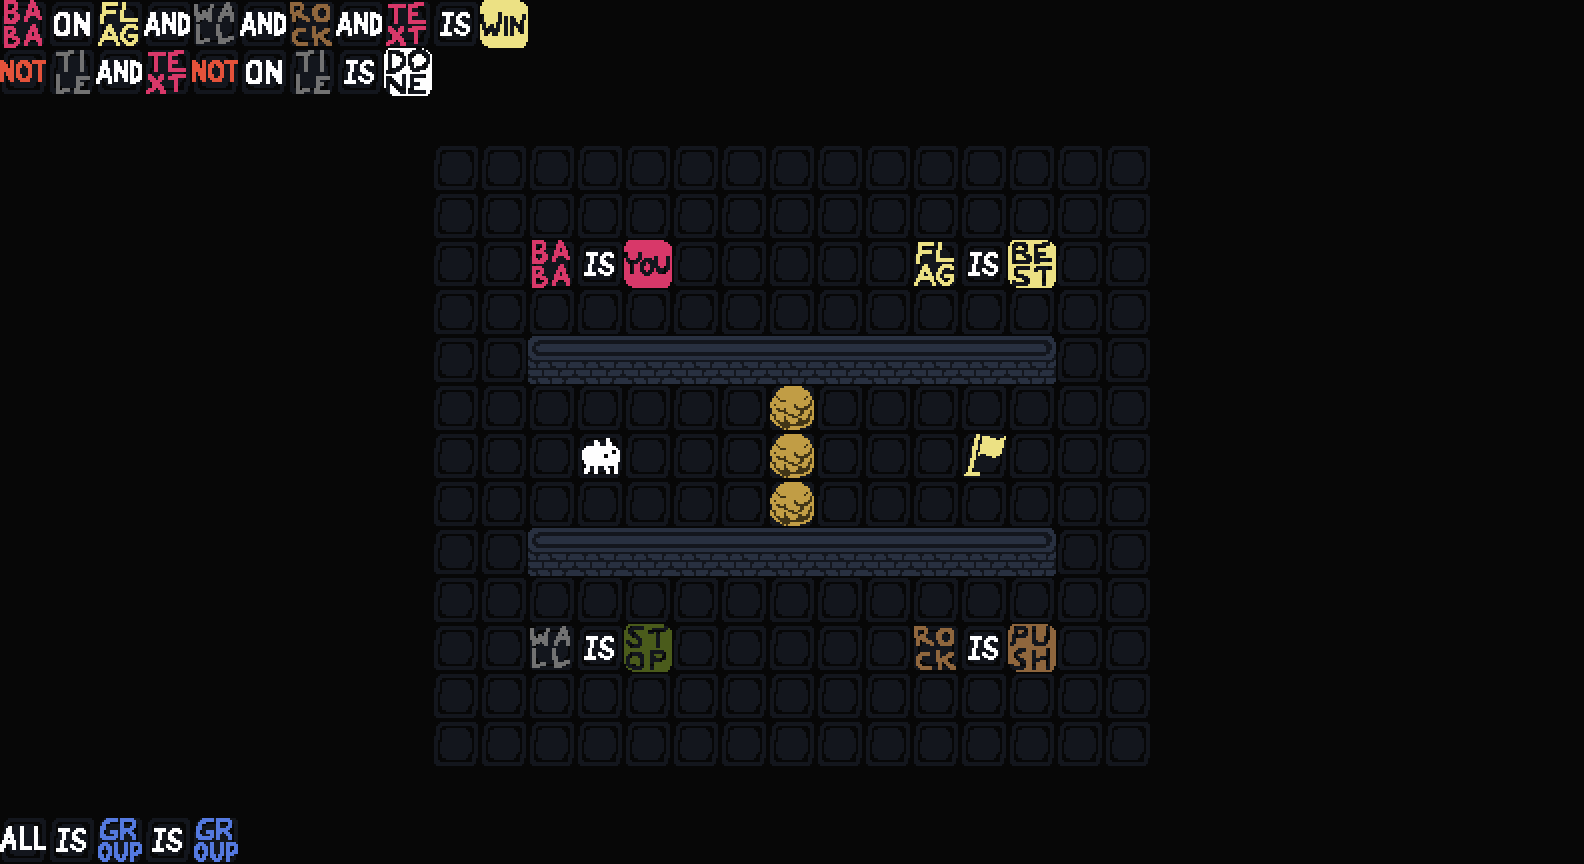 BABA ON FLAG AND WALL AND ROCK AND TEXT IS WIN
NOT TILE AND TEXT NOT ON TILE IS DONE
BABA IS YOU
FLAG IS BEST
WALL IS STOP
ROCK IS PUSH
ALL IS GROUP IS GROUP